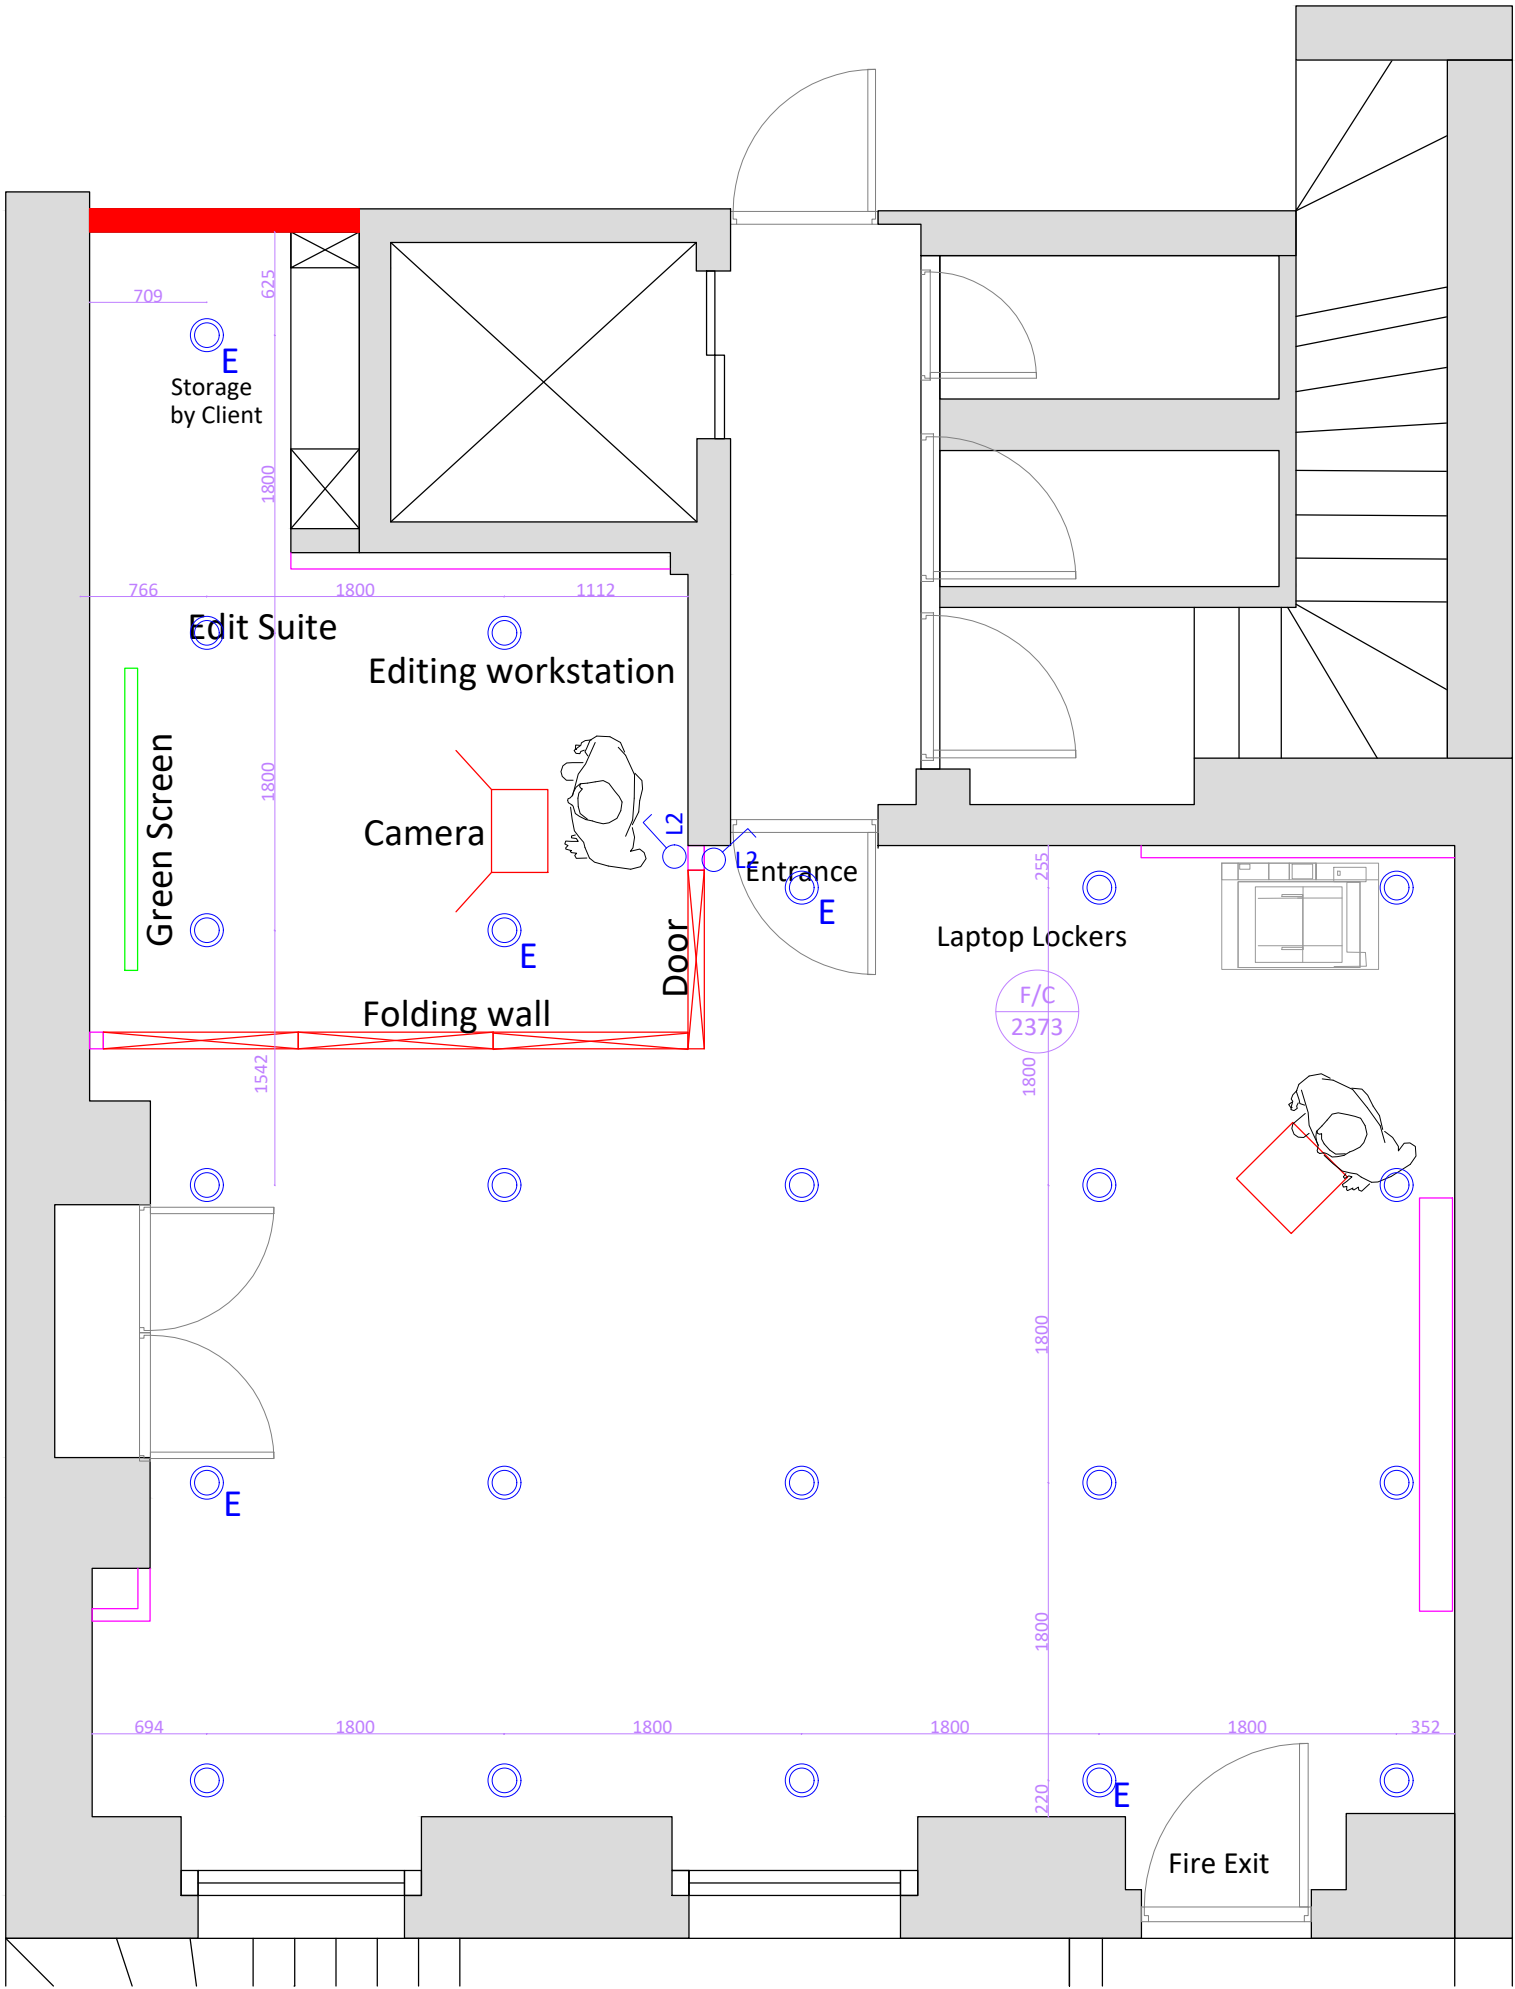 625
709
E
Storage
by Client
1800
766
1800
1112
Edit Suite
Editing workstation
Green Screen
1800
Camera
L2
L2
Entrance
255
E
E
Door
Laptop Lockers
F/C
2373
Folding wall
1542
1800
1800
E
1800
694
1800
1800
1800
1800
352
220
E
Fire Exit